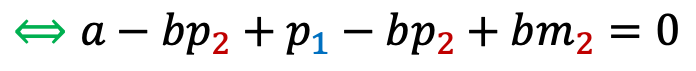 ⟺ a − bp₂ + p₁ − bp₂ + bm₂ = 0